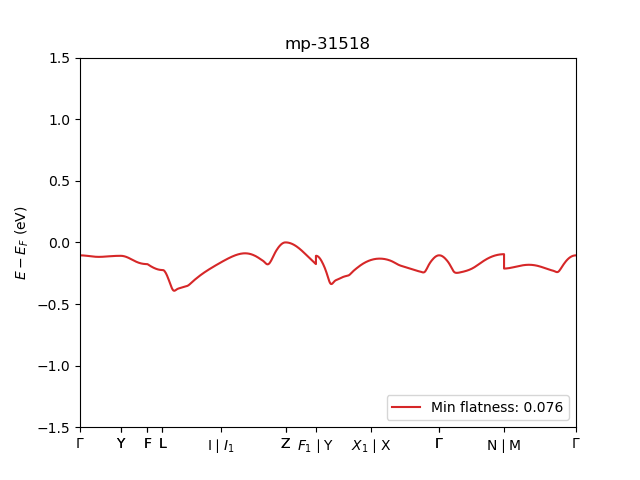 mp-31518
1.5
1.0
0.5
0.0
−0.5
−1.0
−1.5
E − E_F (eV)
Min flatness: 0.076
Γ Y F L I | I₁ Z F₁ | Y X₁ | X Γ N | M Γ